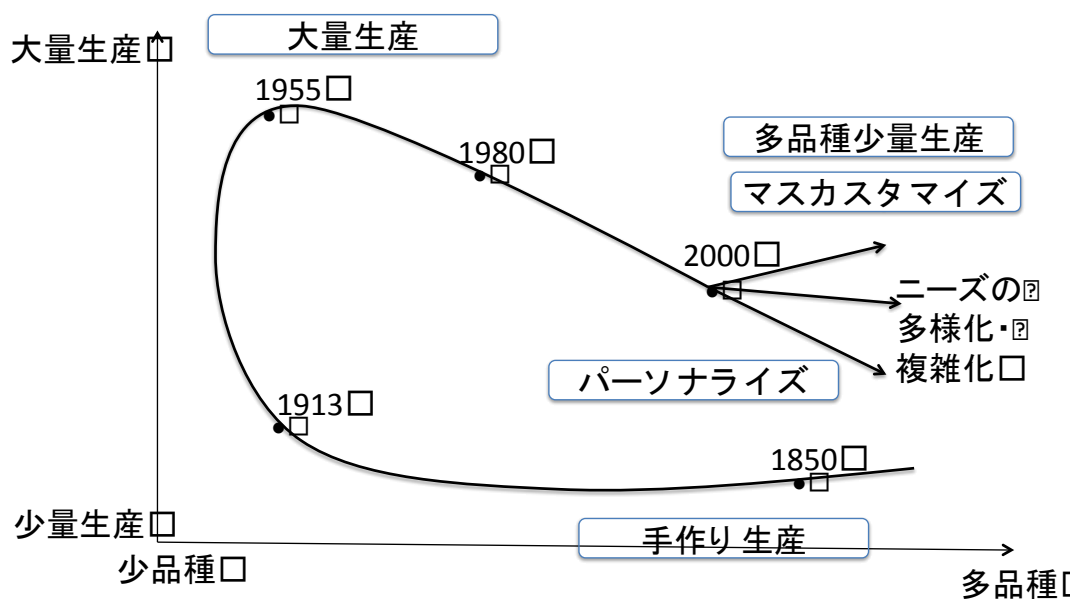 大量生産□
大量生産
1955□
□
1980□
□
多品種少量生産
マスカスタマイズ
2000□
□
ニーズの⍰
多様化・⍰
複雑化□
パーソナライズ
1913□
□
1850□
□
少量生産□
手作り生産
少品種□
多品種□